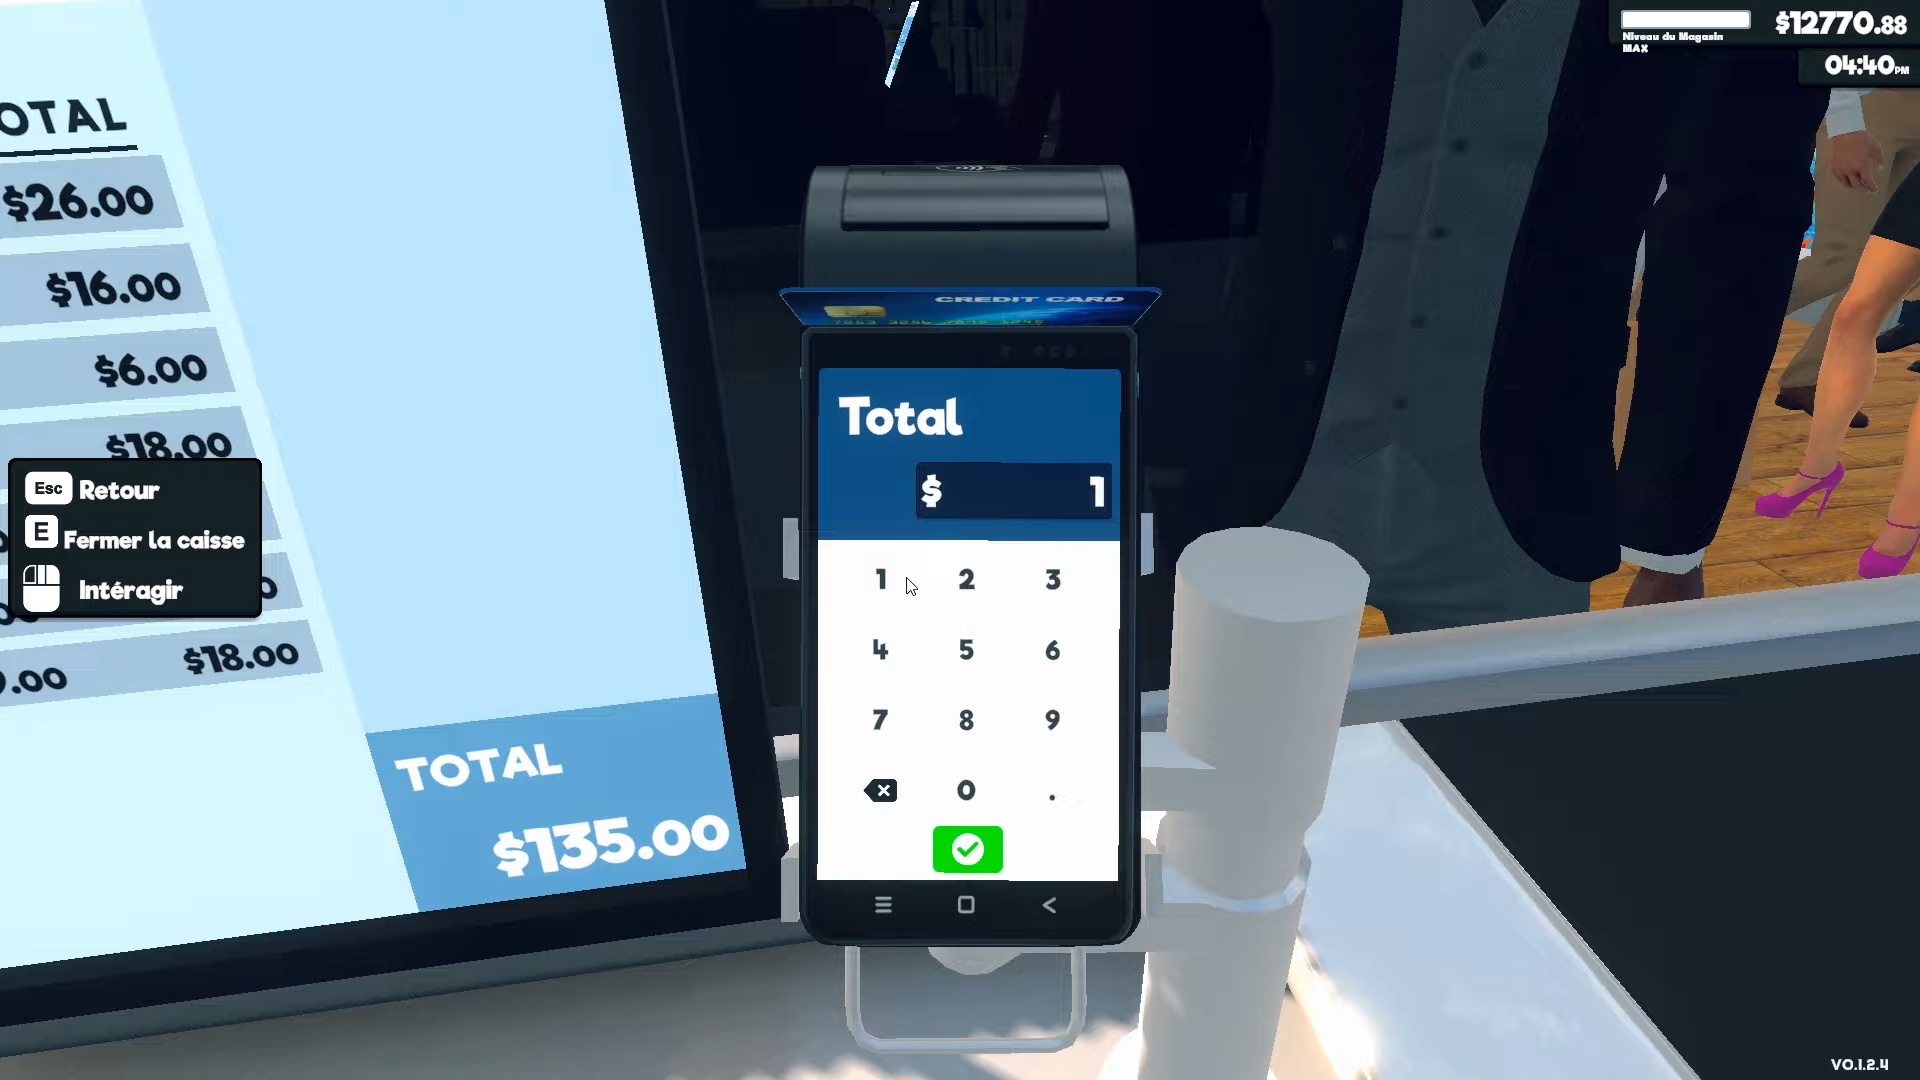 $12770.88
Niveau du Magasin
MAX
04:40PM
OTAL
$26.00
$16.00
$6.00
$18.00
Esc Retour
E Fermer la caisse
Intéragir
.00 $18.00
TOTAL
$135.00
CREDIT CARD
Total
$ 1
1 2 3
4 5 6
7 8 9
0 .
V0.1.2.4